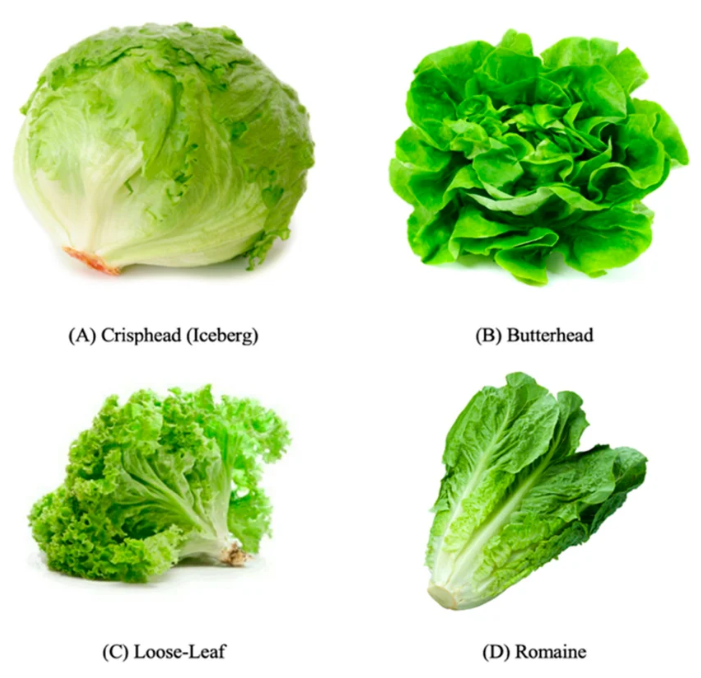 (A) Crisphead (Iceberg)
(B) Butterhead
(C) Loose-Leaf
(D) Romaine